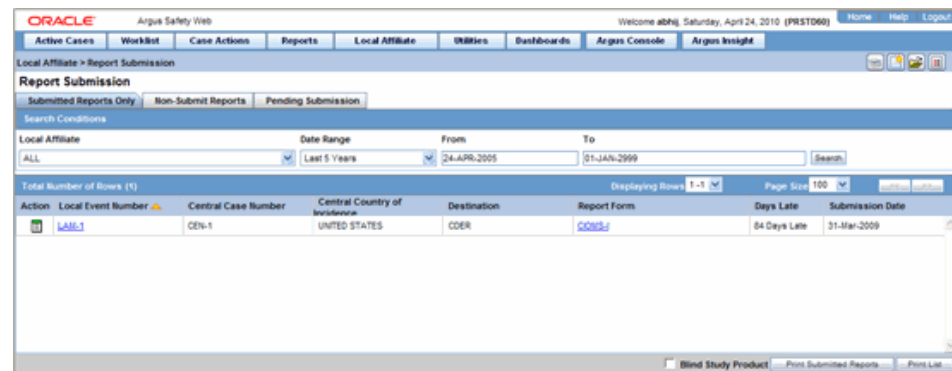 ORACLE Argus Safety Web Welcome abhij, Saturday, April 24, 2010 (PRSTD60) Home Help Logout
Active Cases Worklist Case Actions Reports Local Affiliate Utilities Dashboards Argus Console Argus Insight
Local Affiliate > Report Submission
Report Submission
Submitted Reports Only Non-Submit Reports Pending Submission
Search Conditions
Local Affiliate Date Range From To
ALL Last 5 Years 24-APR-2005 01-JAN-2999 Search
Total Number of Rows (1) Displaying Rows 1 -1 Page Size 100
Action Local Event Number Central Case Number Central Country of Incidence Destination Report Form Days Late Submission Date
LAM-1 CEN-1 UNITED STATES CDER 84 Days Late 31-Mar-2009
Blind Study Product Print Submitted Reports Print List